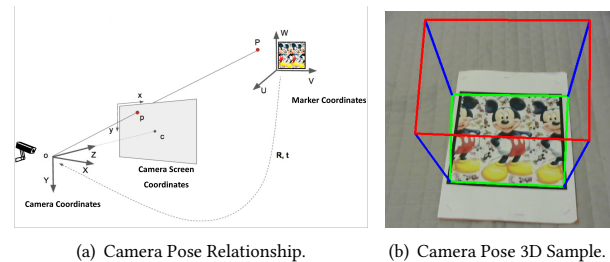 W
P
V
U
Marker Coordinates
x
p
y
c
R, t
o
Z
X
Y
Camera Screen
Coordinates
Camera Coordinates
(a) Camera Pose Relationship.
(b) Camera Pose 3D Sample.